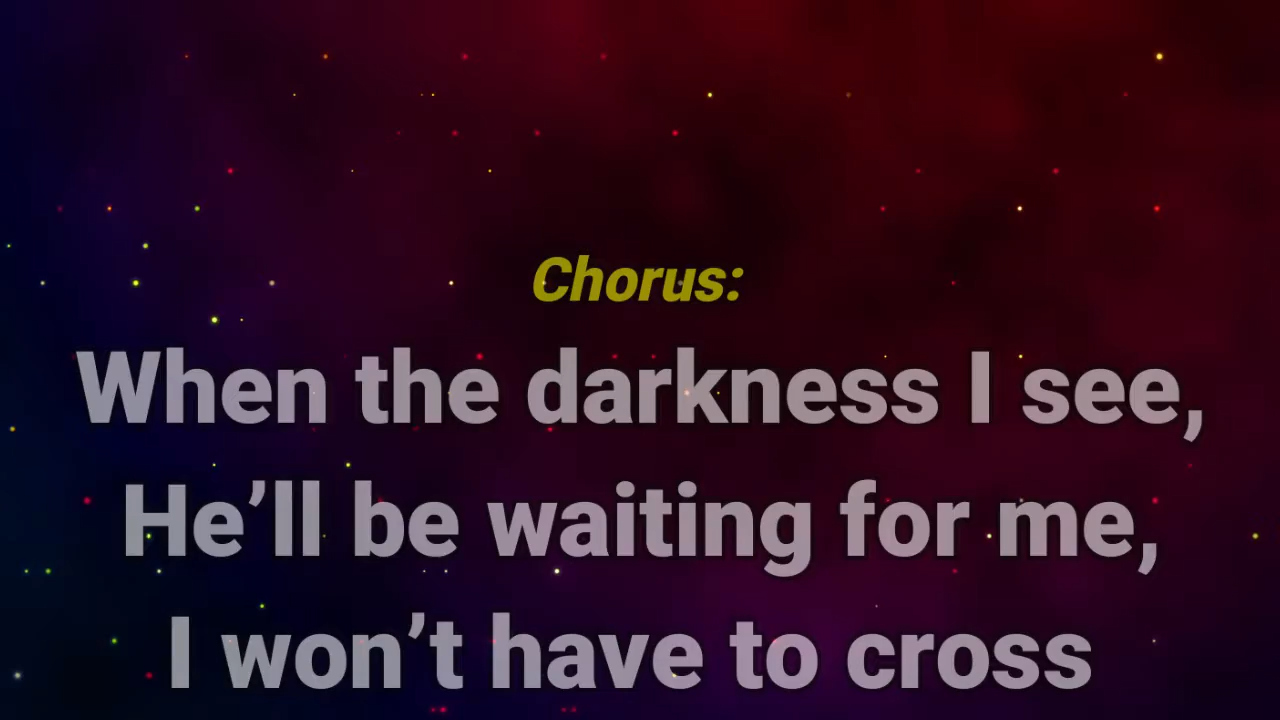 Chorus:
When the darkness I see,
He’ll be waiting for me,
I won’t have to cross